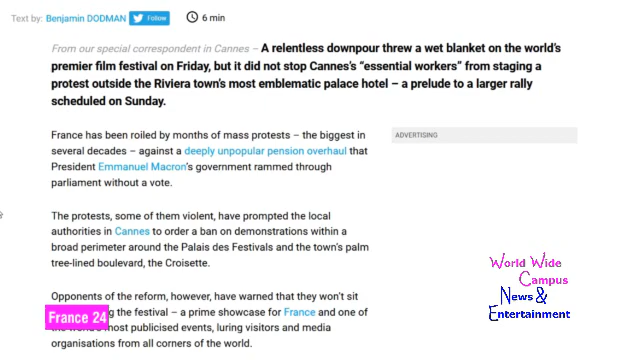 Text by: Benjamin DODMAN Follow 6 min
From our special correspondent in Cannes – A relentless downpour threw a wet blanket on the world's
premier film festival on Friday, but it did not stop Cannes's “essential workers” from staging a
protest outside the Riviera town's most emblematic palace hotel – a prelude to a larger rally
scheduled on Sunday.
France has been roiled by months of mass protests – the biggest in
several decades – against a deeply unpopular pension overhaul that
President Emmanuel Macron's government rammed through
parliament without a vote.
ADVERTISING
The protests, some of them violent, have prompted the local
authorities in Cannes to order a ban on demonstrations within a
broad perimeter around the Palais des Festivals and the town's palm
tree-lined boulevard, the Croisette.
Opponents of the reform, however, have warned that they won't sit
the festival – a prime showcase for France and one of
most publicised events, luring visitors and media
organisations from all corners of the world.
France 24
World Wide
Campus
News &
Entertainment